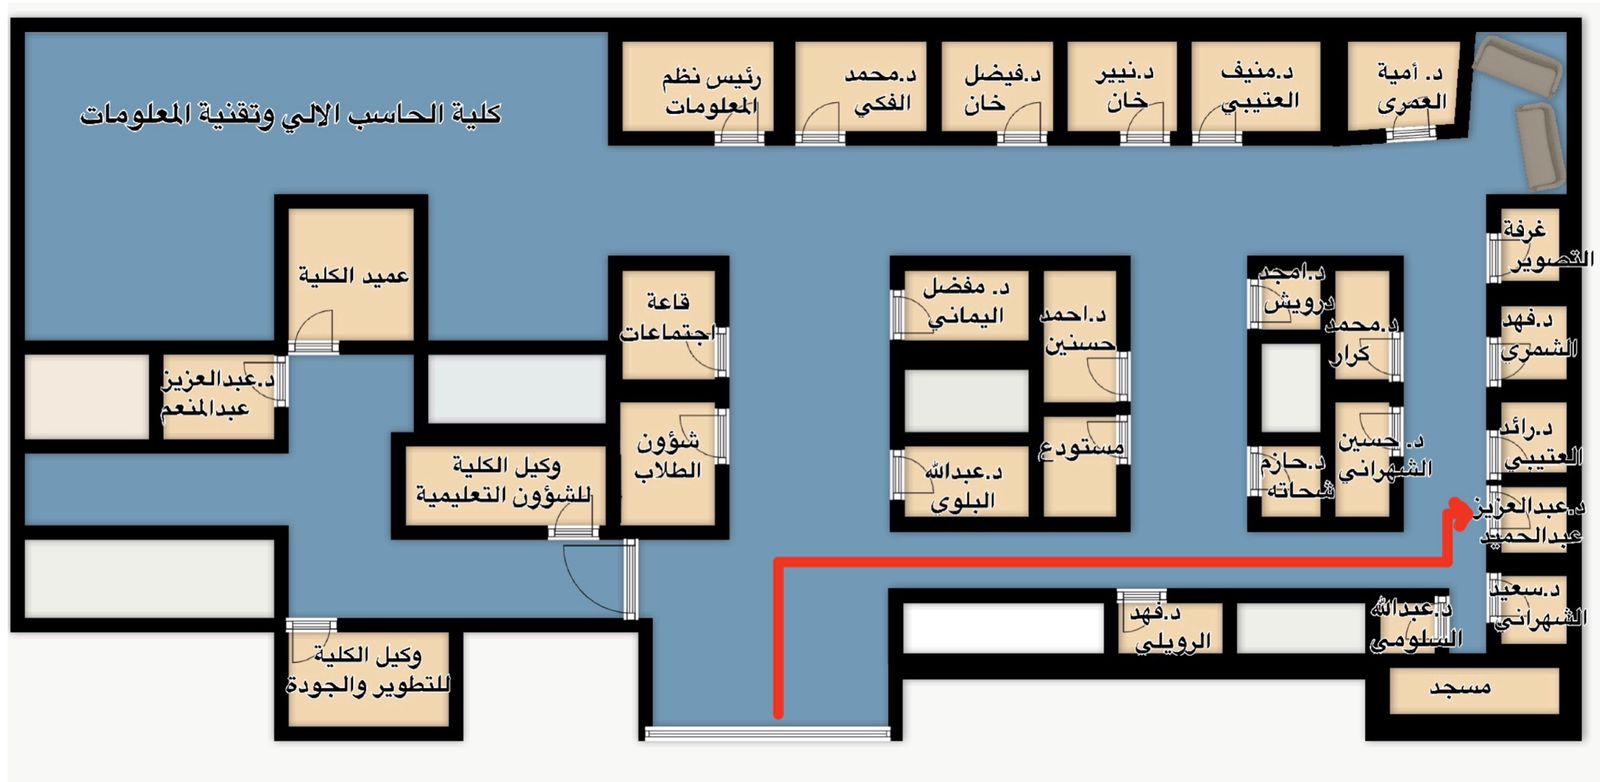 كلية الحاسب الالي وتقنية المعلومات
رئيس نظم
المعلومات
د.محمد
الفكي
د.فيضل
خان
د.نيير
خان
د.منيف
العتيبي
د. أمية
العمري
غرفة
التصوير
عميد الكلية
قاعة
اجتماعات
د. مفضل
اليماني
د.احمد
حسنين
د.امجد
درويش
د.محمد
كرار
د.فهد
الشمري
د.عبدالعزيز
عبدالمنعم
وكيل الكلية
للشؤون التعليمية
شؤون
الطلاب
د.عبدالله
البلوي
مستودع
د.حازم
شحاته
د. حسين
الشهراني
د.رائد
العتيبي
د.عبدالعزيز
عبدالحميد
د.سعيد
الشهراني
د.فهد
الرويلي
د.عبدالله
السلومي
وكيل الكلية
للتطوير والجودة
مسجد